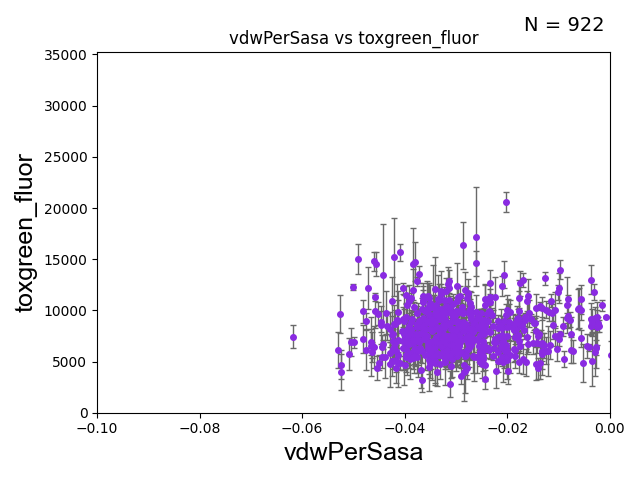 N = 922
vdwPerSasa vs toxgreen_fluor
35000
30000
25000
20000
15000
10000
5000
0
toxgreen_fluor
−0.10 −0.08 −0.06 −0.04 −0.02 0.00
vdwPerSasa